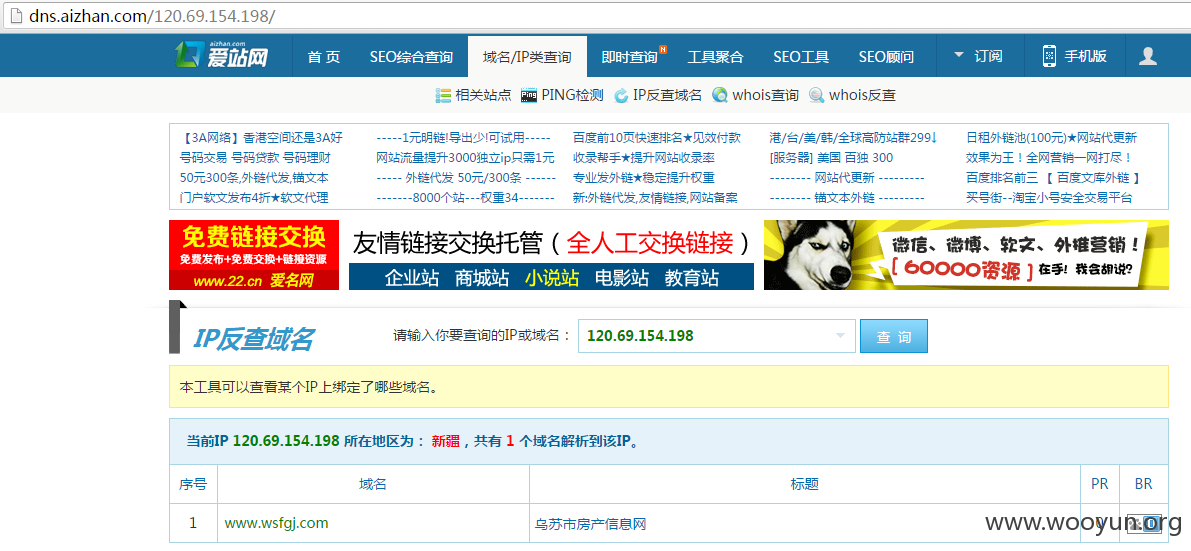 dns.aizhan.com/120.69.154.198/
aizhan.com
爱站网 首 页 SEO综合查询 域名/IP类查询 即时查询 N 工具聚合 SEO工具 SEO顾问 订阅 手机版
相关站点 Ping PING检测 IP反查域名 whois查询 whois反查
【3A网络】香港空间还是3A好 -----1元明链!导出少!可试用----- 百度前10页快速排名★见效付款 港/台/美/韩/全球高防站群299↓ 日租外链池(100元)★网站代更新
号码交易 号码贷款 号码理财 网站流量提升3000独立ip只需1元 收录帮手★提升网站收录率 [服务器] 美国 百独 300 效果为王！全网营销一网打尽！
50元300条,外链代发,锚文本 ----- 外链代发 50元/300条 ------ 专业发外链★稳定提升权重 -------- 网站代更新 --------- 百度排名前三 【 百度文库外链 】
门户软文发布4折★软文代理 -------8000个站---权重34------- 新:外链代发,友情链接,网站备案 -------- 锚文本外链 --------- 买号街--淘宝小号安全交易平台
免费链接交换
免费发布+免费交换+链接资源
www.22.cn 爱名网
友情链接交换托管（全人工交换链接）
企业站 商城站 小说站 电影站 教育站
微信、微博、软文、外推营销！
[ 60000资源 ] 在手！我会胡说？
IP反查域名 请输入你要查询的IP或域名： 120.69.154.198 查 询
本工具可以查看某个IP上绑定了哪些域名。
当前IP 120.69.154.198 所在地区为： 新疆，共有 1 个域名解析到该IP。
序号 域名 标题 PR BR
1 www.wsfgj.com 乌苏市房产信息网
www.wooyun.org